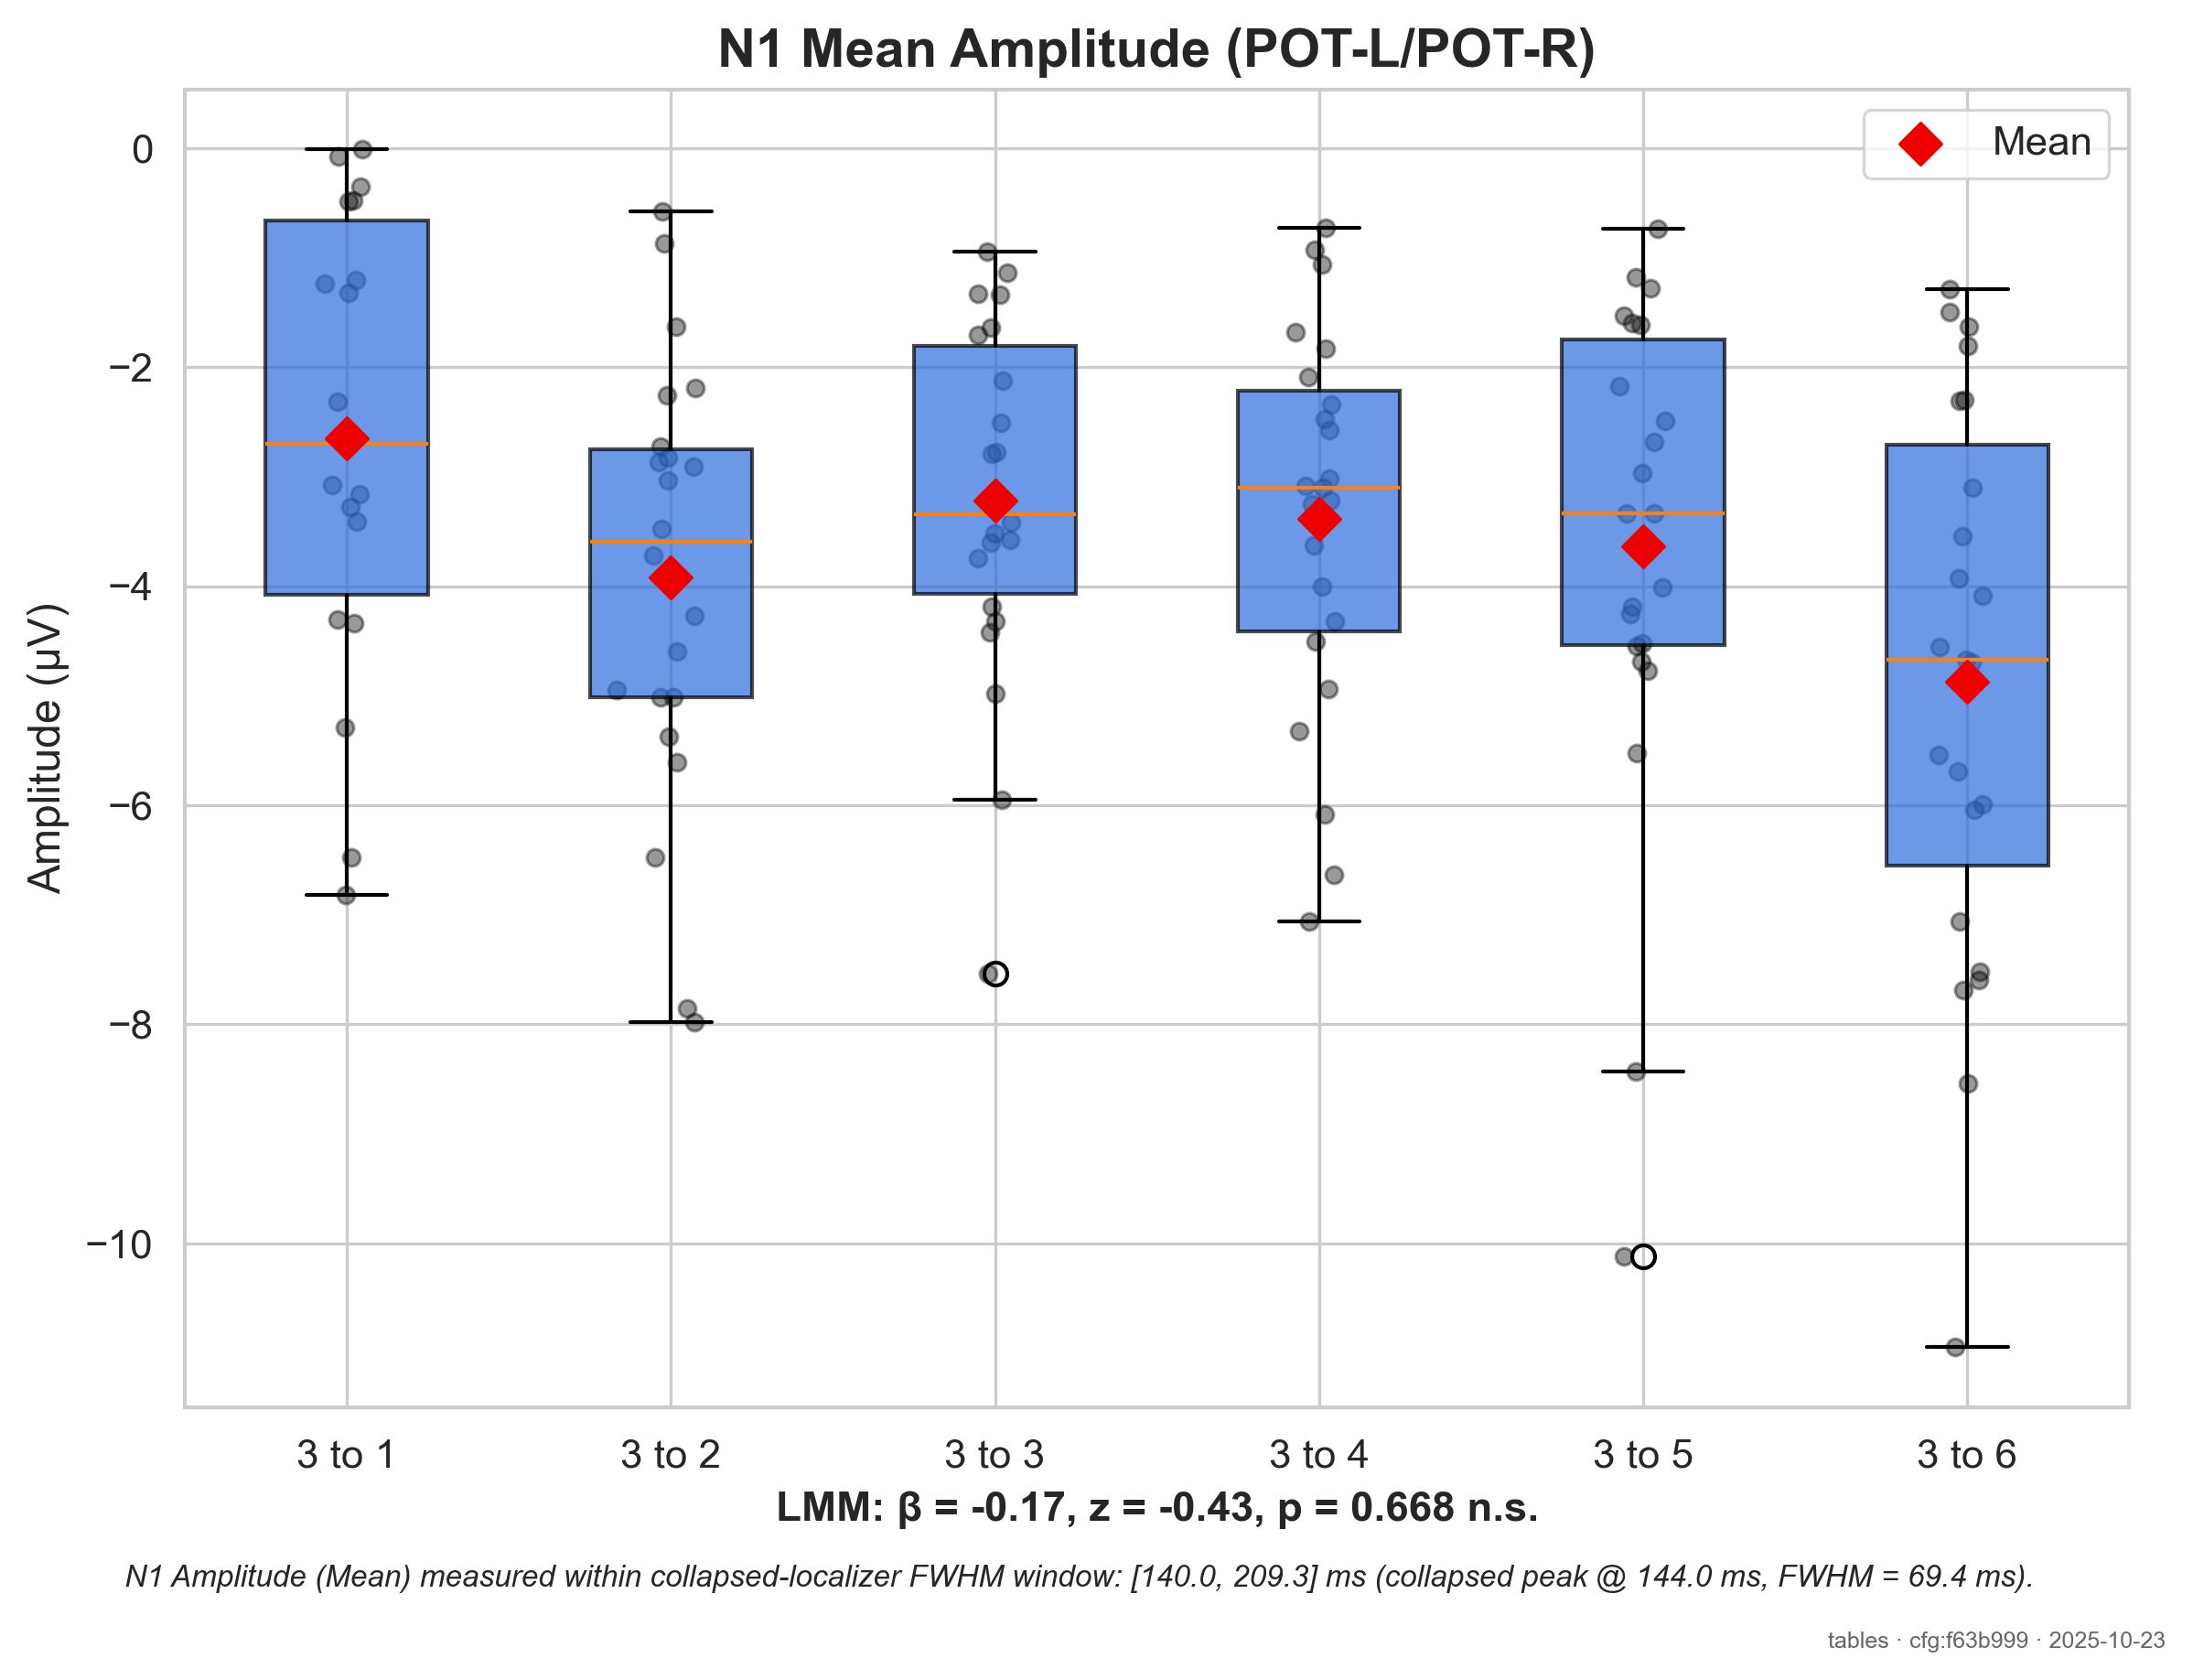 N1 Mean Amplitude (POT-L/POT-R)
Mean
Amplitude (µV)
0
−2
−4
−6
−8
−10
3 to 1 3 to 2 3 to 3 3 to 4 3 to 5 3 to 6
LMM: β = -0.17, z = -0.43, p = 0.668 n.s.
N1 Amplitude (Mean) measured within collapsed-localizer FWHM window: [140.0, 209.3] ms (collapsed peak @ 144.0 ms, FWHM = 69.4 ms).
tables · cfg:f63b999 · 2025-10-23